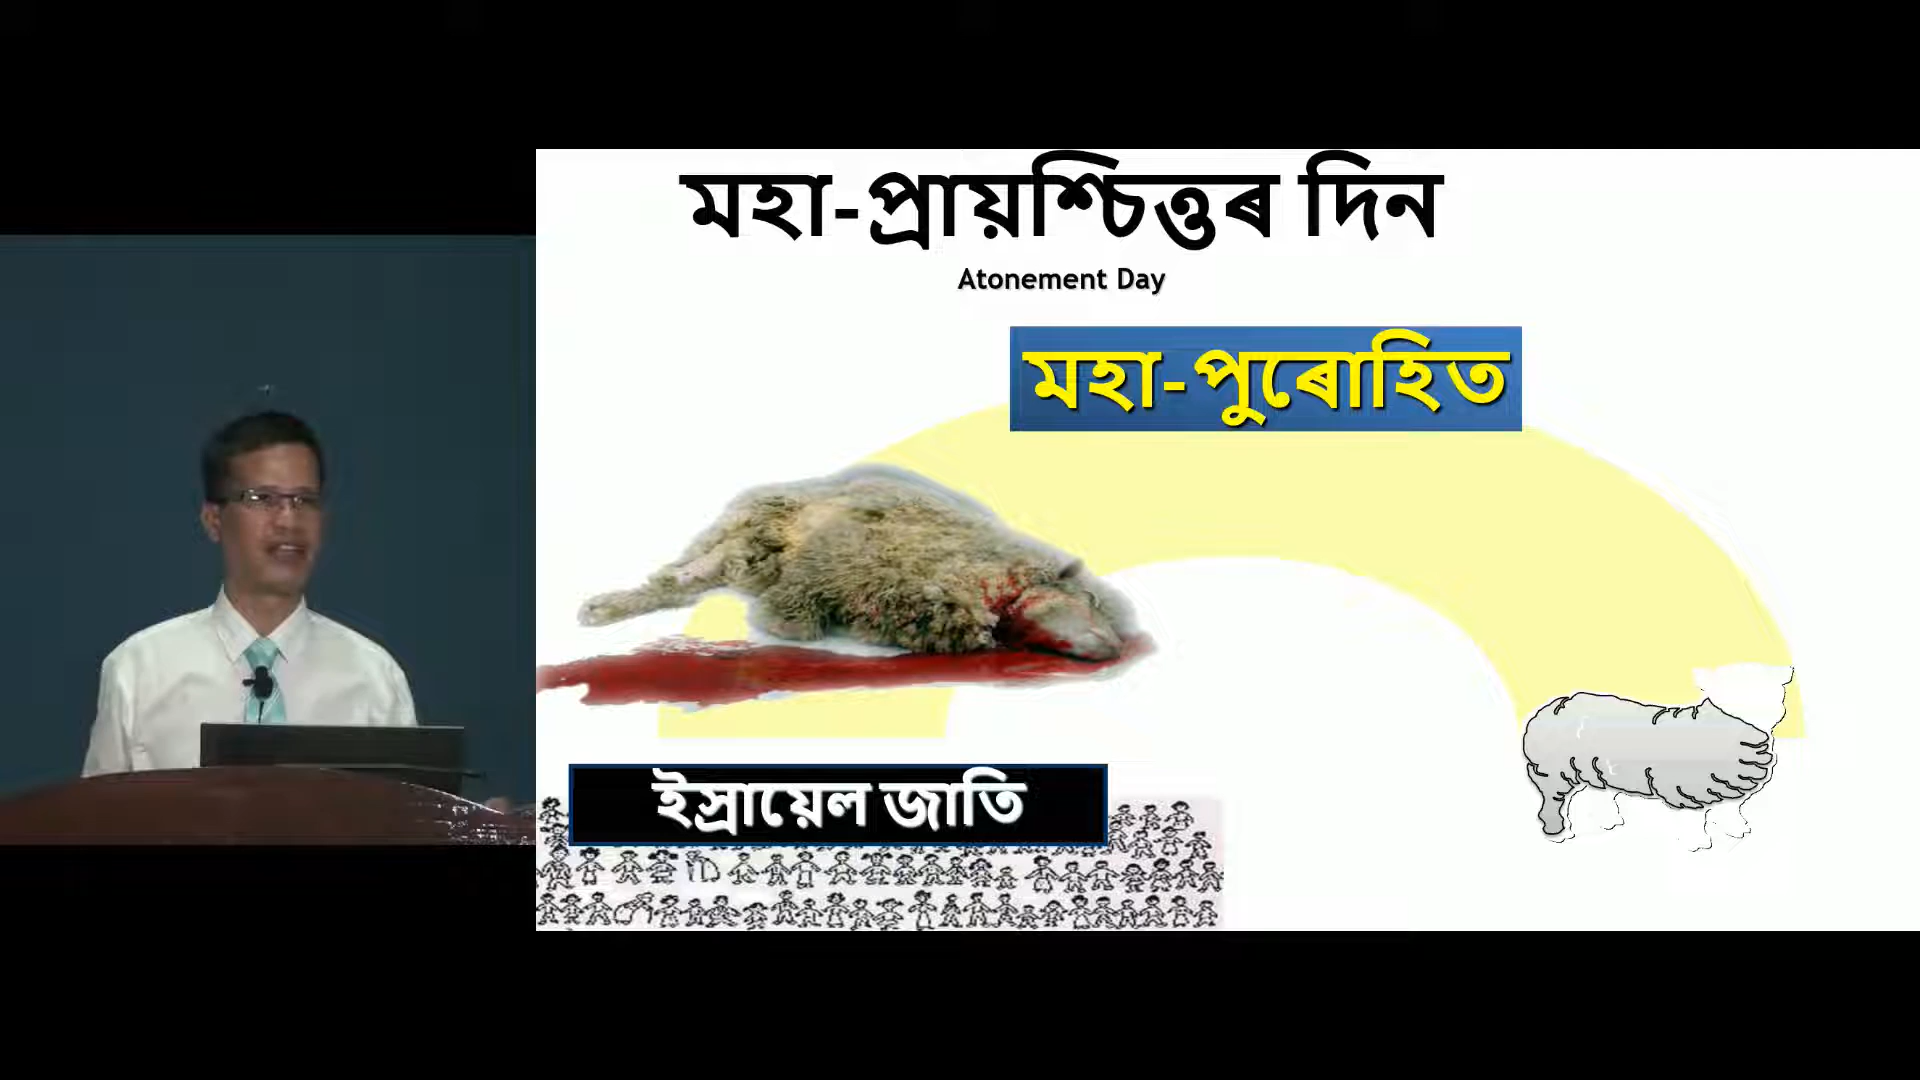 মহা-প্ৰায়শ্চিত্তৰ দিন
Atonement Day
মহা-পুৰোহিত
ইস্ৰায়েল জাতি